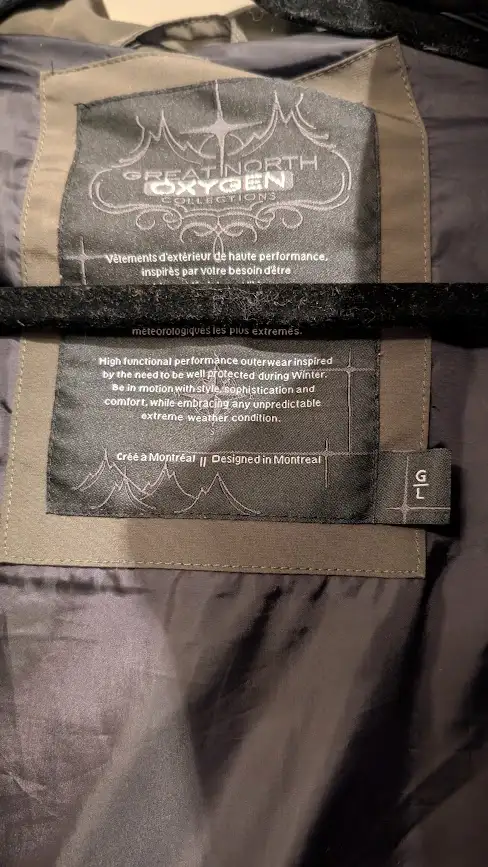 GREAT NORTH
OXYGEN
COLLECTIONS
Vêtements d'extérieur de haute performance,
inspirés par votre besoin d'être
météorologiques les plus extrêmes.
High functional performance outerwear inspired
by the need to be well protected during Winter.
Be in motion with style, sophistication and
comfort, while embracing any unpredictable
extreme weather condition.
Créé à Montréal || Designed in Montreal
G
L